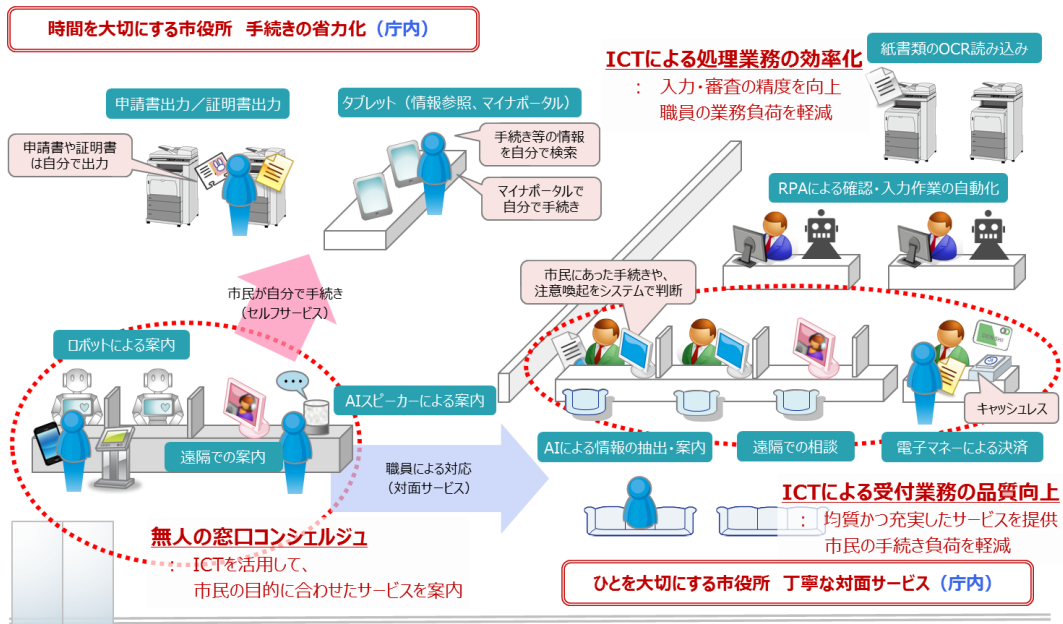 時間を大切にする市役所 手続きの省力化（庁内）
ICTによる処理業務の効率化
： 入力・審査の精度を向上
職員の業務負荷を軽減
紙書類のOCR読み込み
申請書出力／証明書出力
申請書や証明書
は自分で出力
タブレット（情報参照、マイナポータル）
手続き等の情報
を自分で検索
マイナポータルで
自分で手続き
RPAによる確認・入力作業の自動化
市民が自分で手続き
（セルフサービス）
市民にあった手続きや、
注意喚起をシステムで判断
ロボットによる案内
AIスピーカーによる案内
遠隔での案内
職員による対応
（対面サービス）
キャッシュレス
AIによる情報の抽出・案内
遠隔での相談
電子マネーによる決済
無人の窓口コンシェルジュ
： ICTを活用して、
市民の目的に合わせたサービスを案内
ICTによる受付業務の品質向上
： 均質かつ充実したサービスを提供
市民の手続き負荷を軽減
ひとを大切にする市役所 丁寧な対面サービス（庁内）